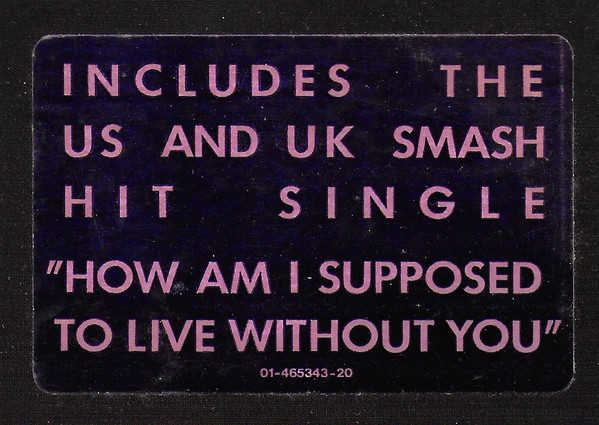 INCLUDES THE
US AND UK SMASH
HIT SINGLE
"HOW AM I SUPPOSED
TO LIVE WITHOUT YOU"
01-465343-20